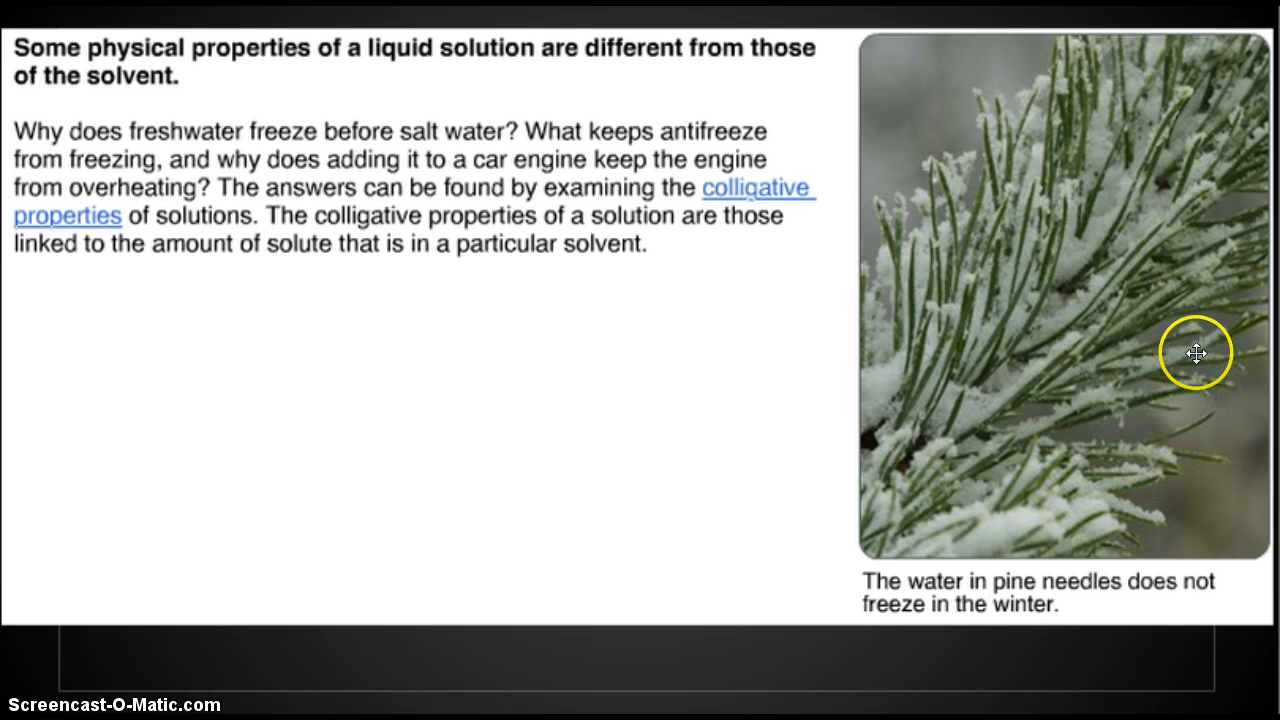 Some physical properties of a liquid solution are different from those
of the solvent.
Why does freshwater freeze before salt water? What keeps antifreeze
from freezing, and why does adding it to a car engine keep the engine
from overheating? The answers can be found by examining the colligative
properties of solutions. The colligative properties of a solution are those
linked to the amount of solute that is in a particular solvent.
The water in pine needles does not
freeze in the winter.
Screencast-O-Matic.com